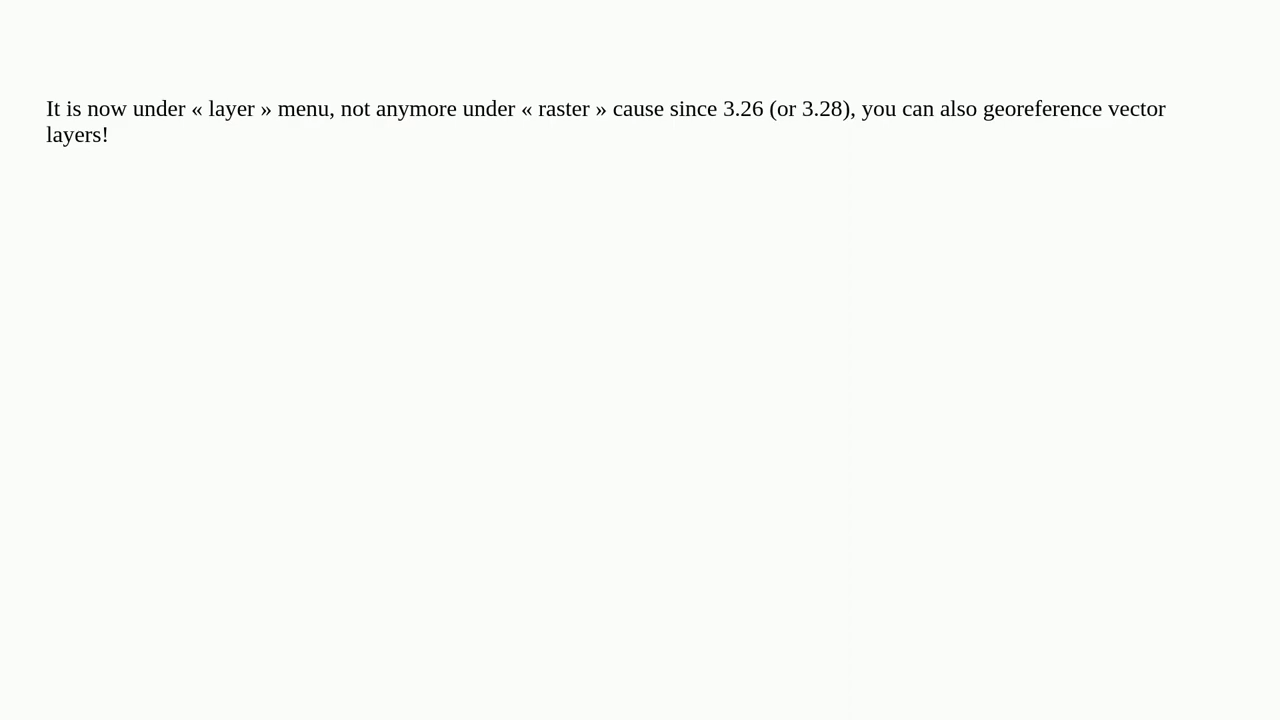 It is now under « layer » menu, not anymore under « raster » cause since 3.26 (or 3.28), you can also georeference vector
layers!